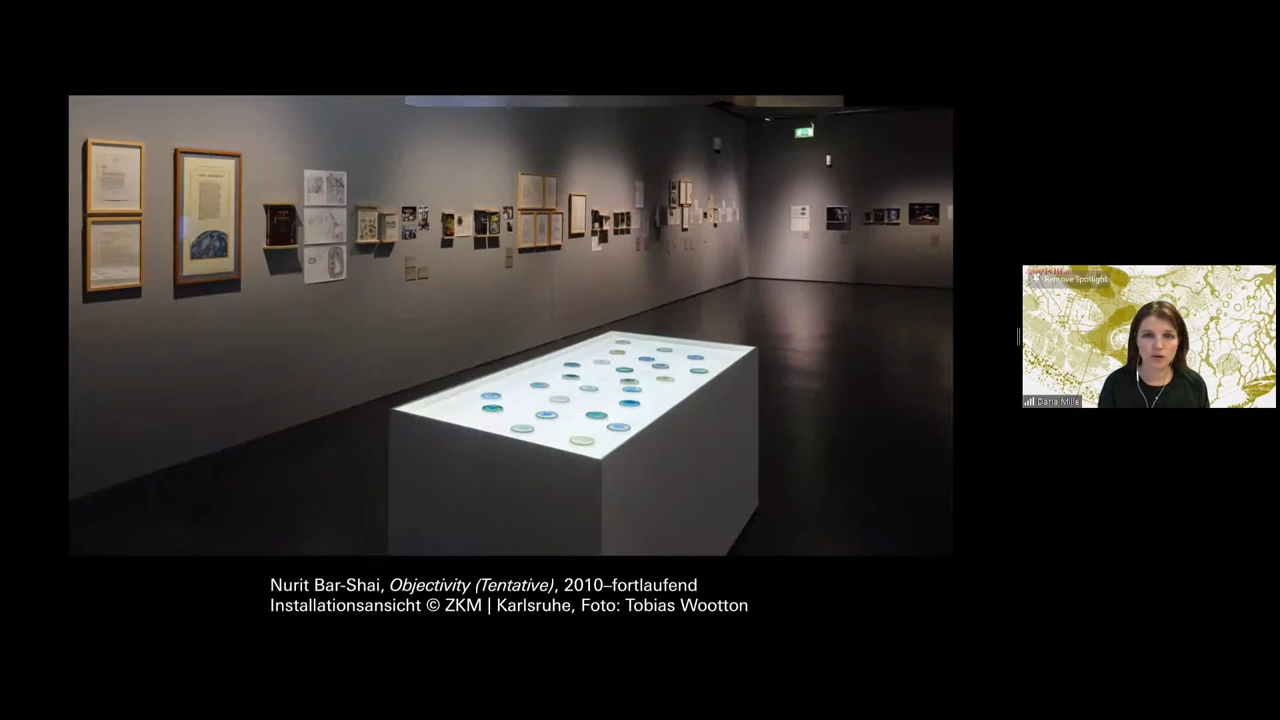 Remove Spotlight
Daria Mille
Nurit Bar-Shai, Objectivity (Tentative), 2010–fortlaufend
Installationsansicht © ZKM | Karlsruhe, Foto: Tobias Wootton